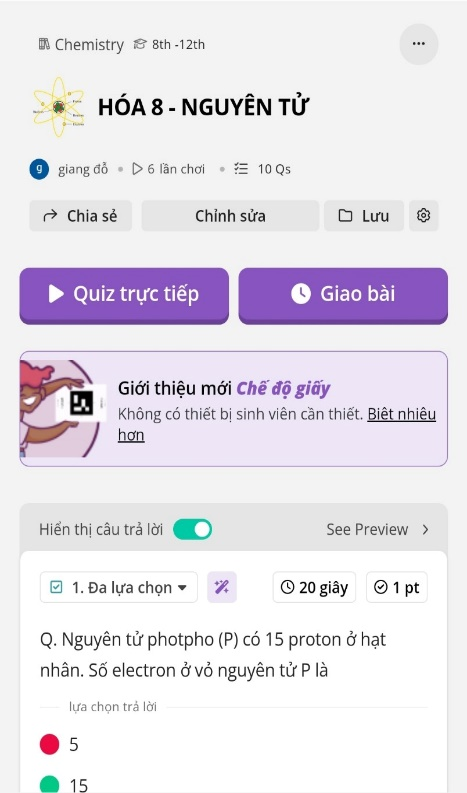 Chemistry 8th -12th
HÓA 8 - NGUYÊN TỬ
g giang đỗ 6 lần chơi 10 Qs
Chia sẻ Chỉnh sửa Lưu
Quiz trực tiếp Giao bài
Giới thiệu mới Chế độ giấy
Không có thiết bị sinh viên cần thiết. Biêt nhiêu
hơn
Hiển thị câu trả lời See Preview
1. Đa lựa chọn 20 giây 1 pt
Q. Nguyên tử photpho (P) có 15 proton ở hạt
nhân. Số electron ở vỏ nguyên tử P là
lựa chọn trả lời
5
15